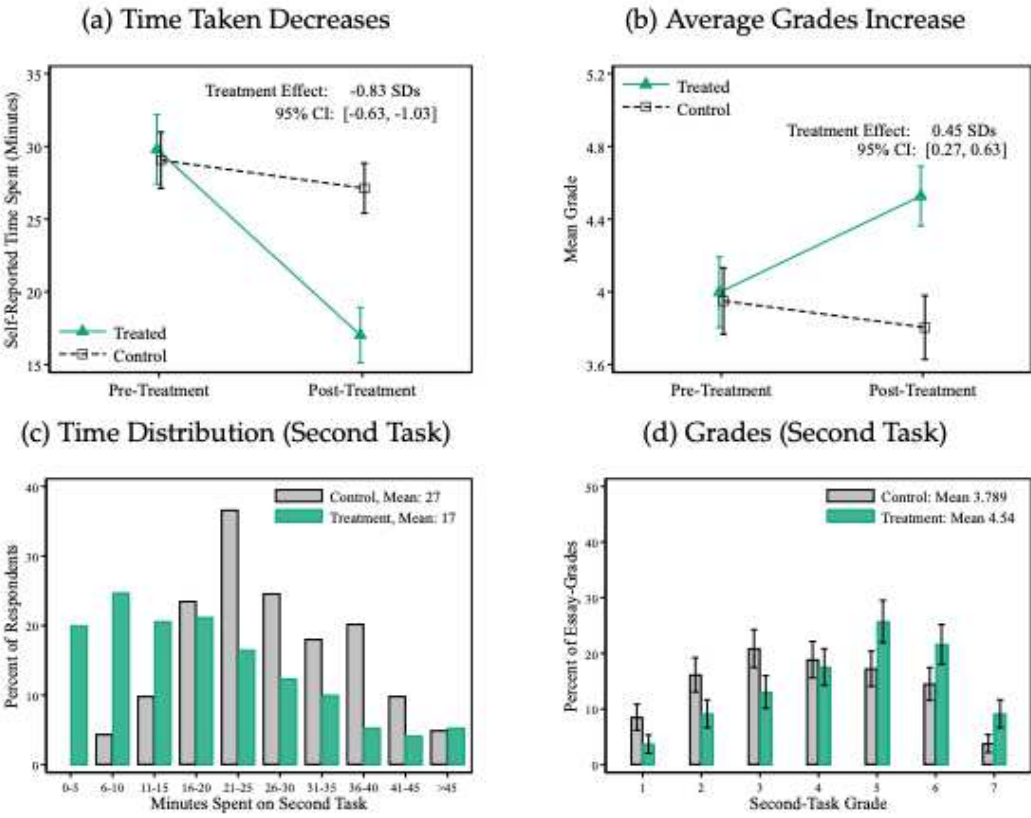 (a) Time Taken Decreases
35
30
25
20
15
Self-Reported Time Spent (Minutes)
Treatment Effect: -0.83 SDs
95% CI: [-0.63, -1.03]
Treated
Control
Pre-Treatment Post-Treatment
(b) Average Grades Increase
5.2
4.8
4.4
4
3.6
Mean Grade
Treated
Control
Treatment Effect: 0.45 SDs
95% CI: [0.27, 0.63]
Pre-Treatment Post-Treatment
(c) Time Distribution (Second Task)
40
30
20
10
0
Percent of Respondents
Control, Mean: 27
Treatment, Mean: 17
0-5 6-10 11-15 16-20 21-25 26-30 31-35 36-40 41-45 >45
Minutes Spent on Second Task
(d) Grades (Second Task)
50
40
30
20
10
0
Percent of Essay-Grades
Control: Mean 3.789
Treatment: Mean 4.54
1 2 3 4 5 6 7
Second-Task Grade